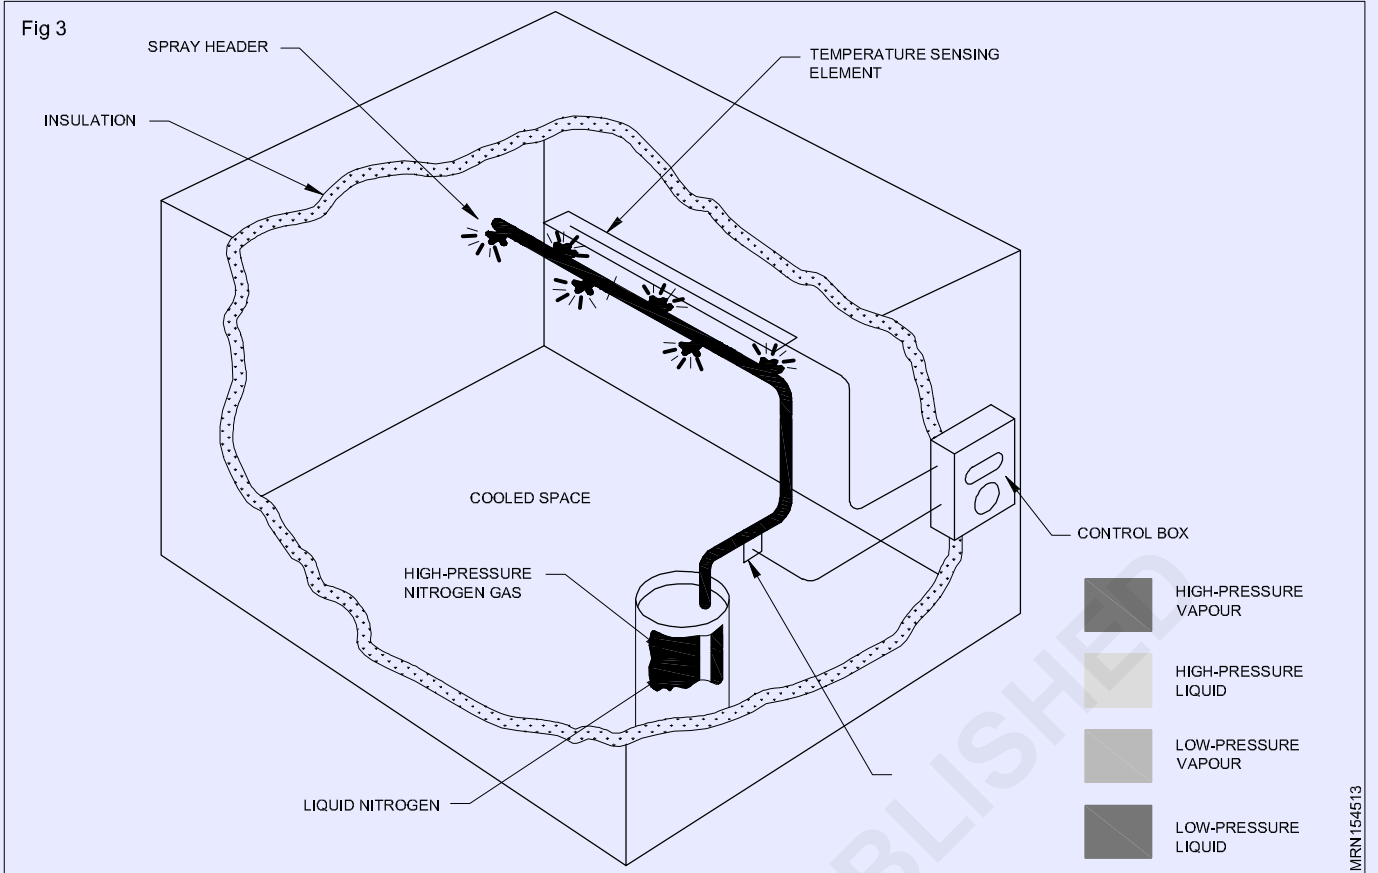 Fig 3
SPRAY HEADER
TEMPERATURE SENSING
ELEMENT
INSULATION
COOLED SPACE
CONTROL BOX
HIGH-PRESSURE
NITROGEN GAS
HIGH-PRESSURE
VAPOUR
HIGH-PRESSURE
LIQUID
LOW-PRESSURE
VAPOUR
LIQUID NITROGEN
LOW-PRESSURE
LIQUID
MRN154513
BLISHED